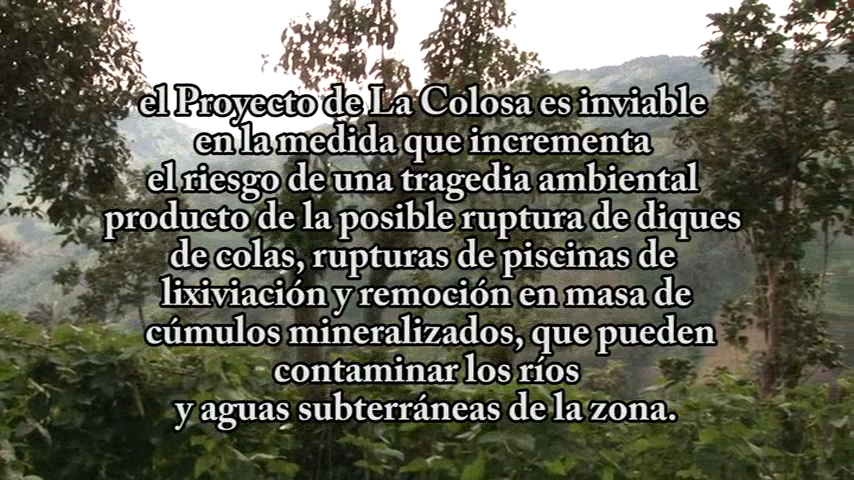 el Proyecto de La Colosa es inviable
en la medida que incrementa
el riesgo de una tragedia ambiental
producto de la posible ruptura de diques
de colas, rupturas de piscinas de
lixiviación y remoción en masa de
cúmulos mineralizados, que pueden
contaminar los ríos
y aguas subterráneas de la zona.